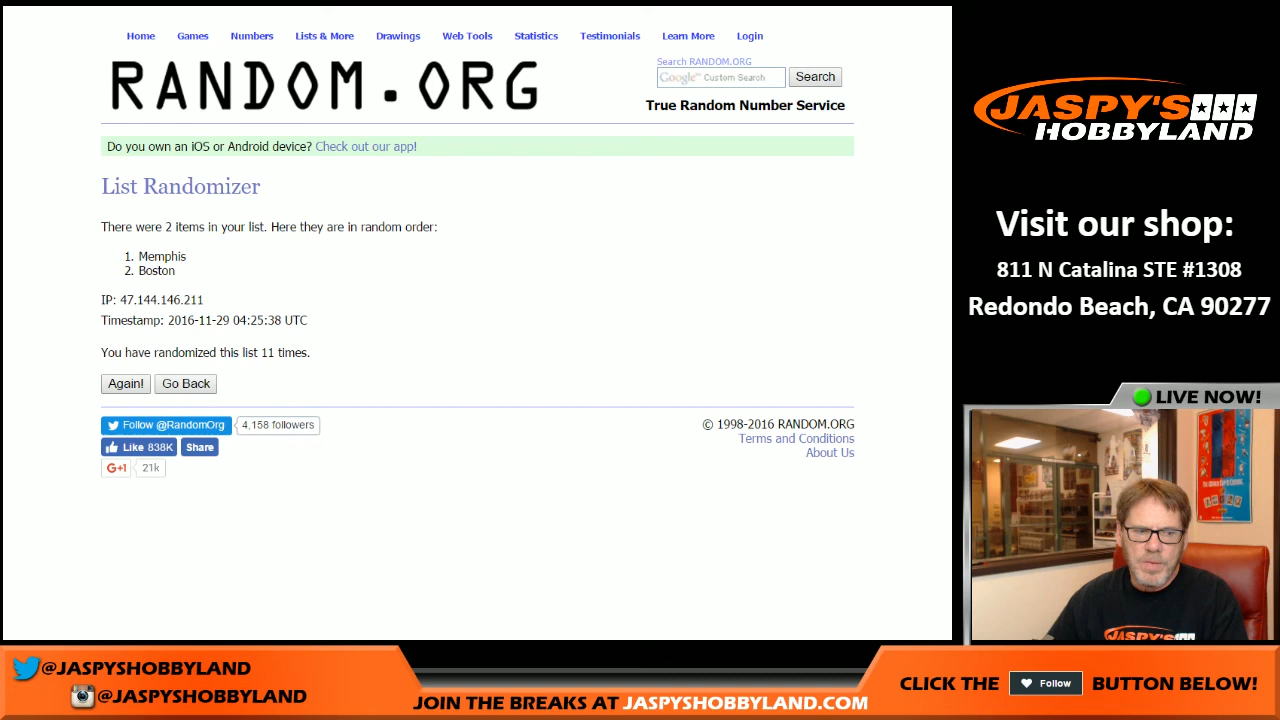 Home Games Numbers Lists & More Drawings Web Tools Statistics Testimonials Learn More Login
RANDOM.ORG
Search RANDOM.ORG
Google™ Custom Search Search
True Random Number Service
Do you own an iOS or Android device? Check out our app!
List Randomizer
There were 2 items in your list. Here they are in random order:
1. Memphis
2. Boston
IP: 47.144.146.211
Timestamp: 2016-11-29 04:25:38 UTC
You have randomized this list 11 times.
Again! Go Back
Follow @RandomOrg 4,158 followers
Like 838K Share
G+1 21k
© 1998-2016 RANDOM.ORG
Terms and Conditions
About Us
JASPY'S
HOBBYLAND
Visit our shop:
811 N Catalina STE #1308
Redondo Beach, CA 90277
LIVE NOW!
JASPY'S
@JASPYSHOBBYLAND
@JASPYSHOBBYLAND
JOIN THE BREAKS AT JASPYSHOBBYLAND.COM
CLICK THE Follow BUTTON BELOW!